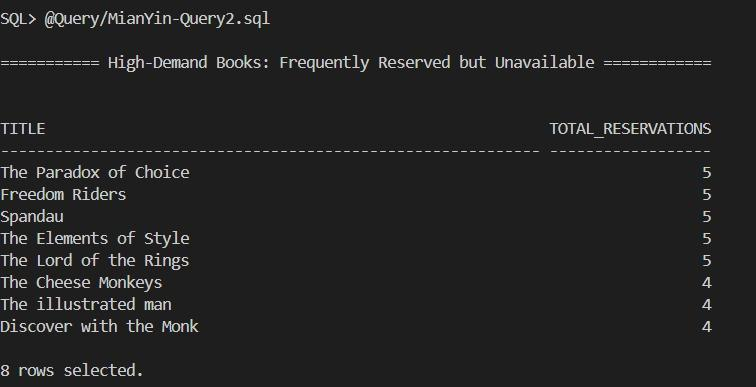 SQL> @Query/MianYin-Query2.sql
=========== High-Demand Books: Frequently Reserved but Unavailable ============
TITLE TOTAL_RESERVATIONS
------------------------------------------------------------ ------------------
The Paradox of Choice 5
Freedom Riders 5
Spandau 5
The Elements of Style 5
The Lord of the Rings 5
The Cheese Monkeys 4
The illustrated man 4
Discover with the Monk 4
8 rows selected.